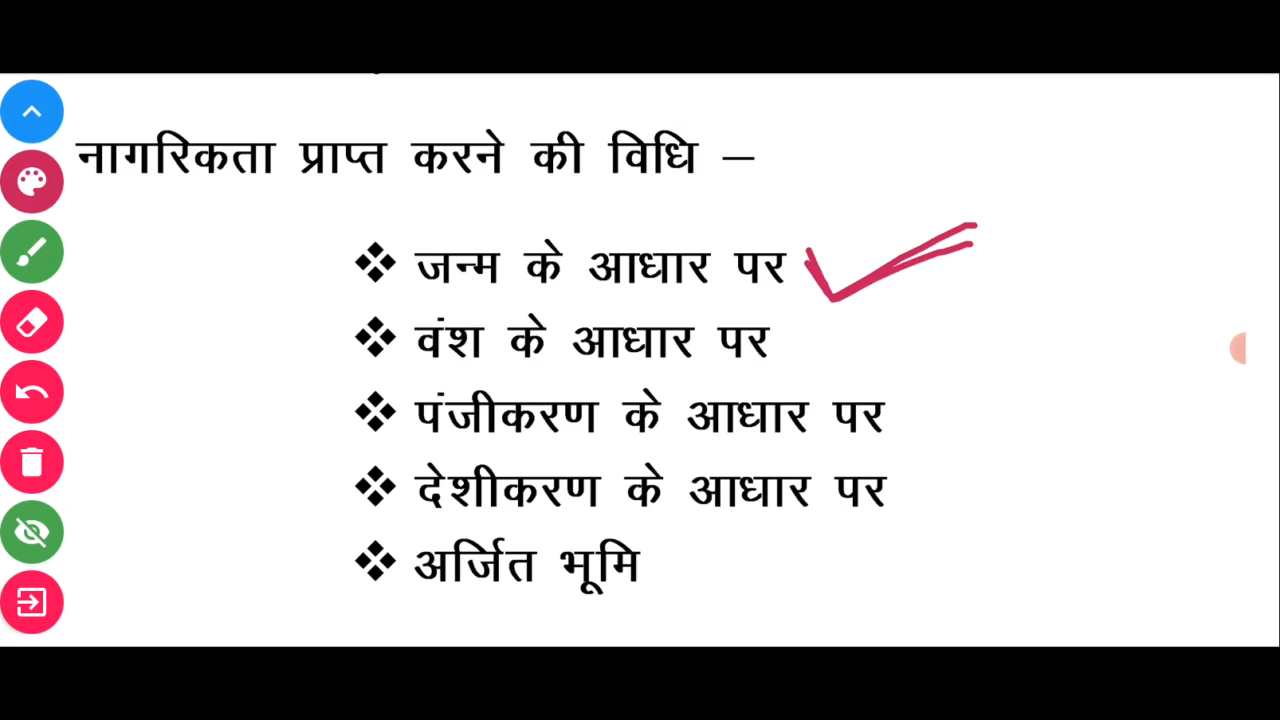 नागरिकता प्राप्त करने की विधि –
❖ जन्म के आधार पर
❖ वंश के आधार पर
❖ पंजीकरण के आधार पर
❖ देशीकरण के आधार पर
❖ अर्जित भूमि